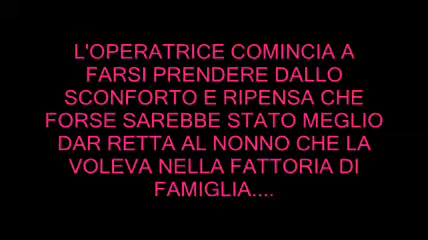 L'OPERATRICE COMINCIA A
FARSI PRENDERE DALLO
SCONFORTO E RIPENSA CHE
FORSE SAREBBE STATO MEGLIO
DAR RETTA AL NONNO CHE LA
VOLEVA NELLA FATTORIA DI
FAMIGLIA....